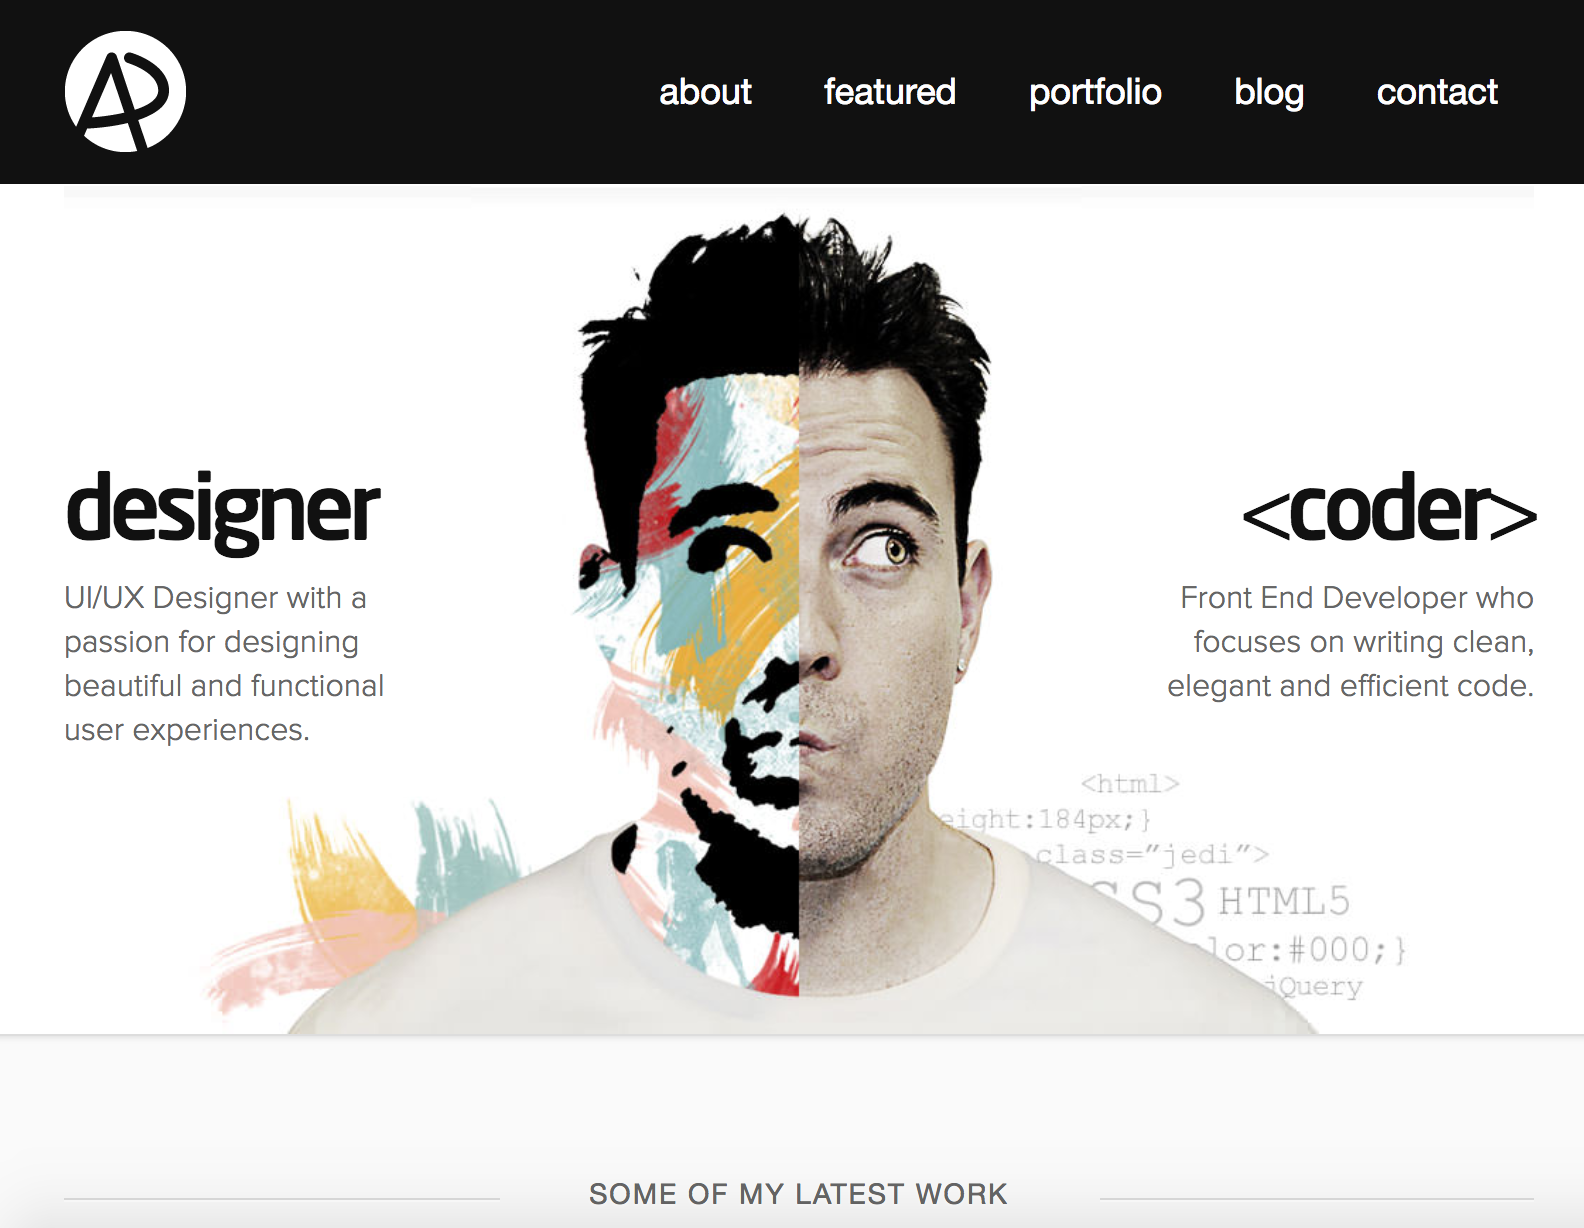 AD
about featured portfolio blog contact
designer
UI/UX Designer with a
passion for designing
beautiful and functional
user experiences.
<coder>
Front End Developer who
focuses on writing clean,
elegant and efficient code.
<html>
eight:184px;}
class=”jedi”>
SS3 HTML5
lor:#000;}
jQuery
SOME OF MY LATEST WORK